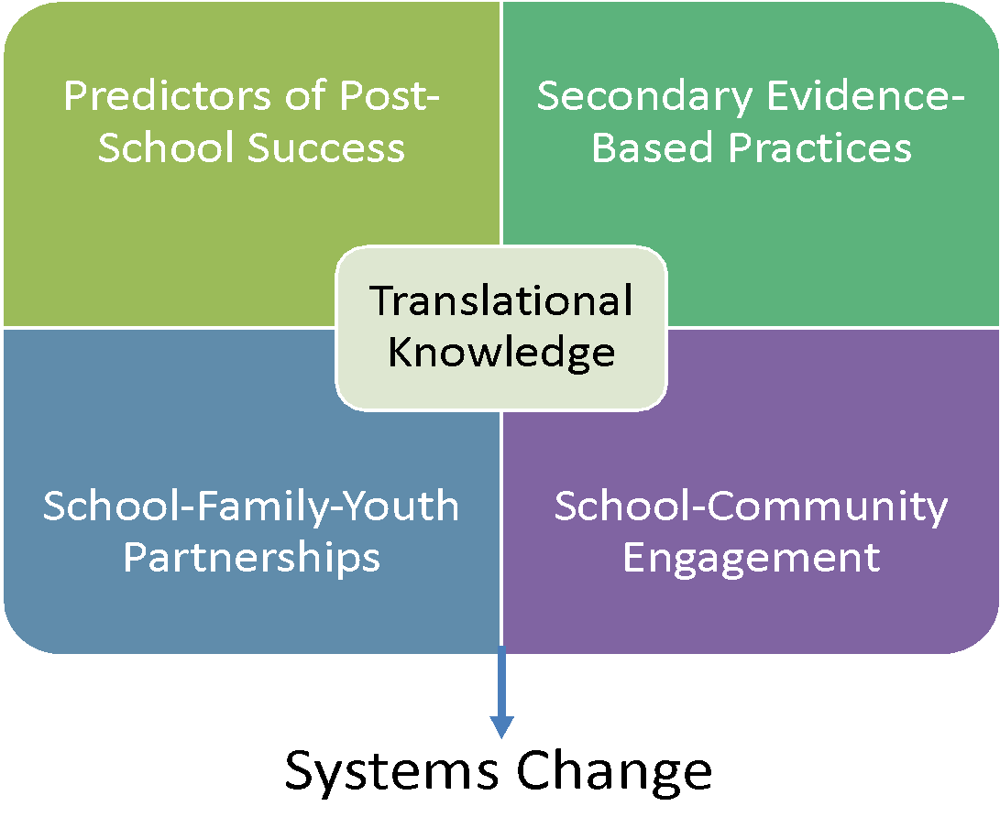 Predictors of Post-
School Success
Secondary Evidence-
Based Practices
Translational
Knowledge
School-Family-Youth
Partnerships
School-Community
Engagement
Systems Change